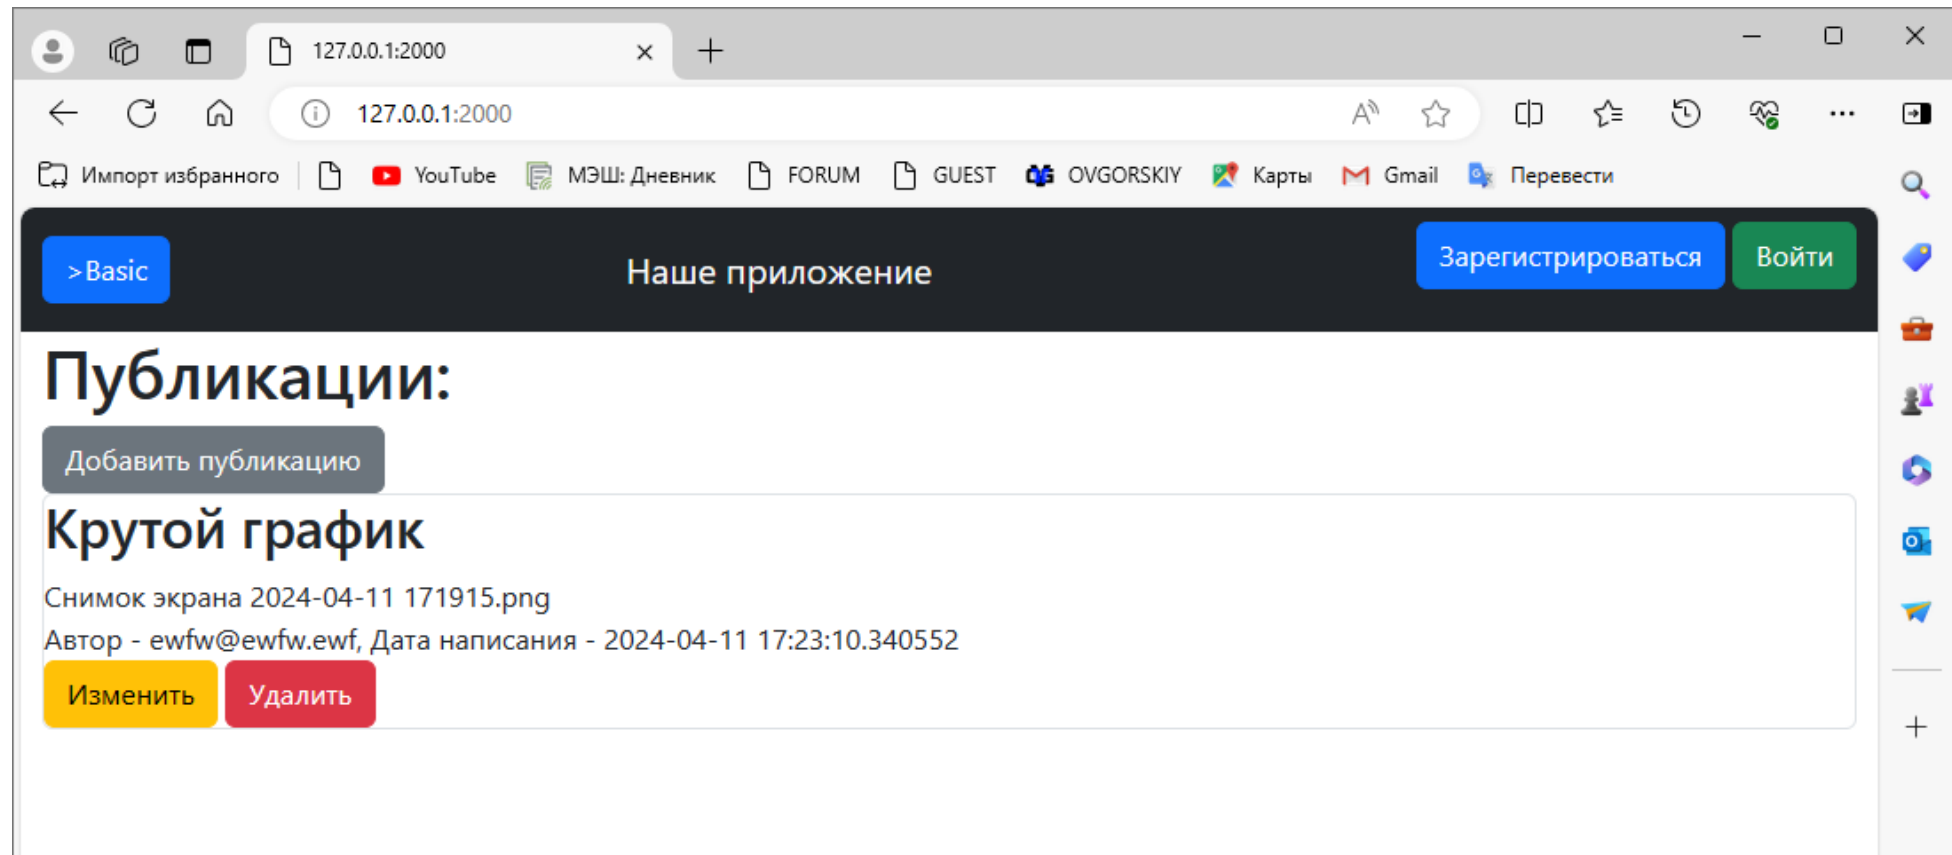 127.0.0.1:2000
127.0.0.1:2000
Импорт избранного YouTube МЭШ: Дневник FORUM GUEST OVGORSKIY Карты Gmail Перевести
>Basic Наше приложение Зарегистрироваться Войти
Публикации:
Добавить публикацию
Крутой график
Снимок экрана 2024-04-11 171915.png
Автор - ewfw@ewfw.ewf, Дата написания - 2024-04-11 17:23:10.340552
Изменить Удалить